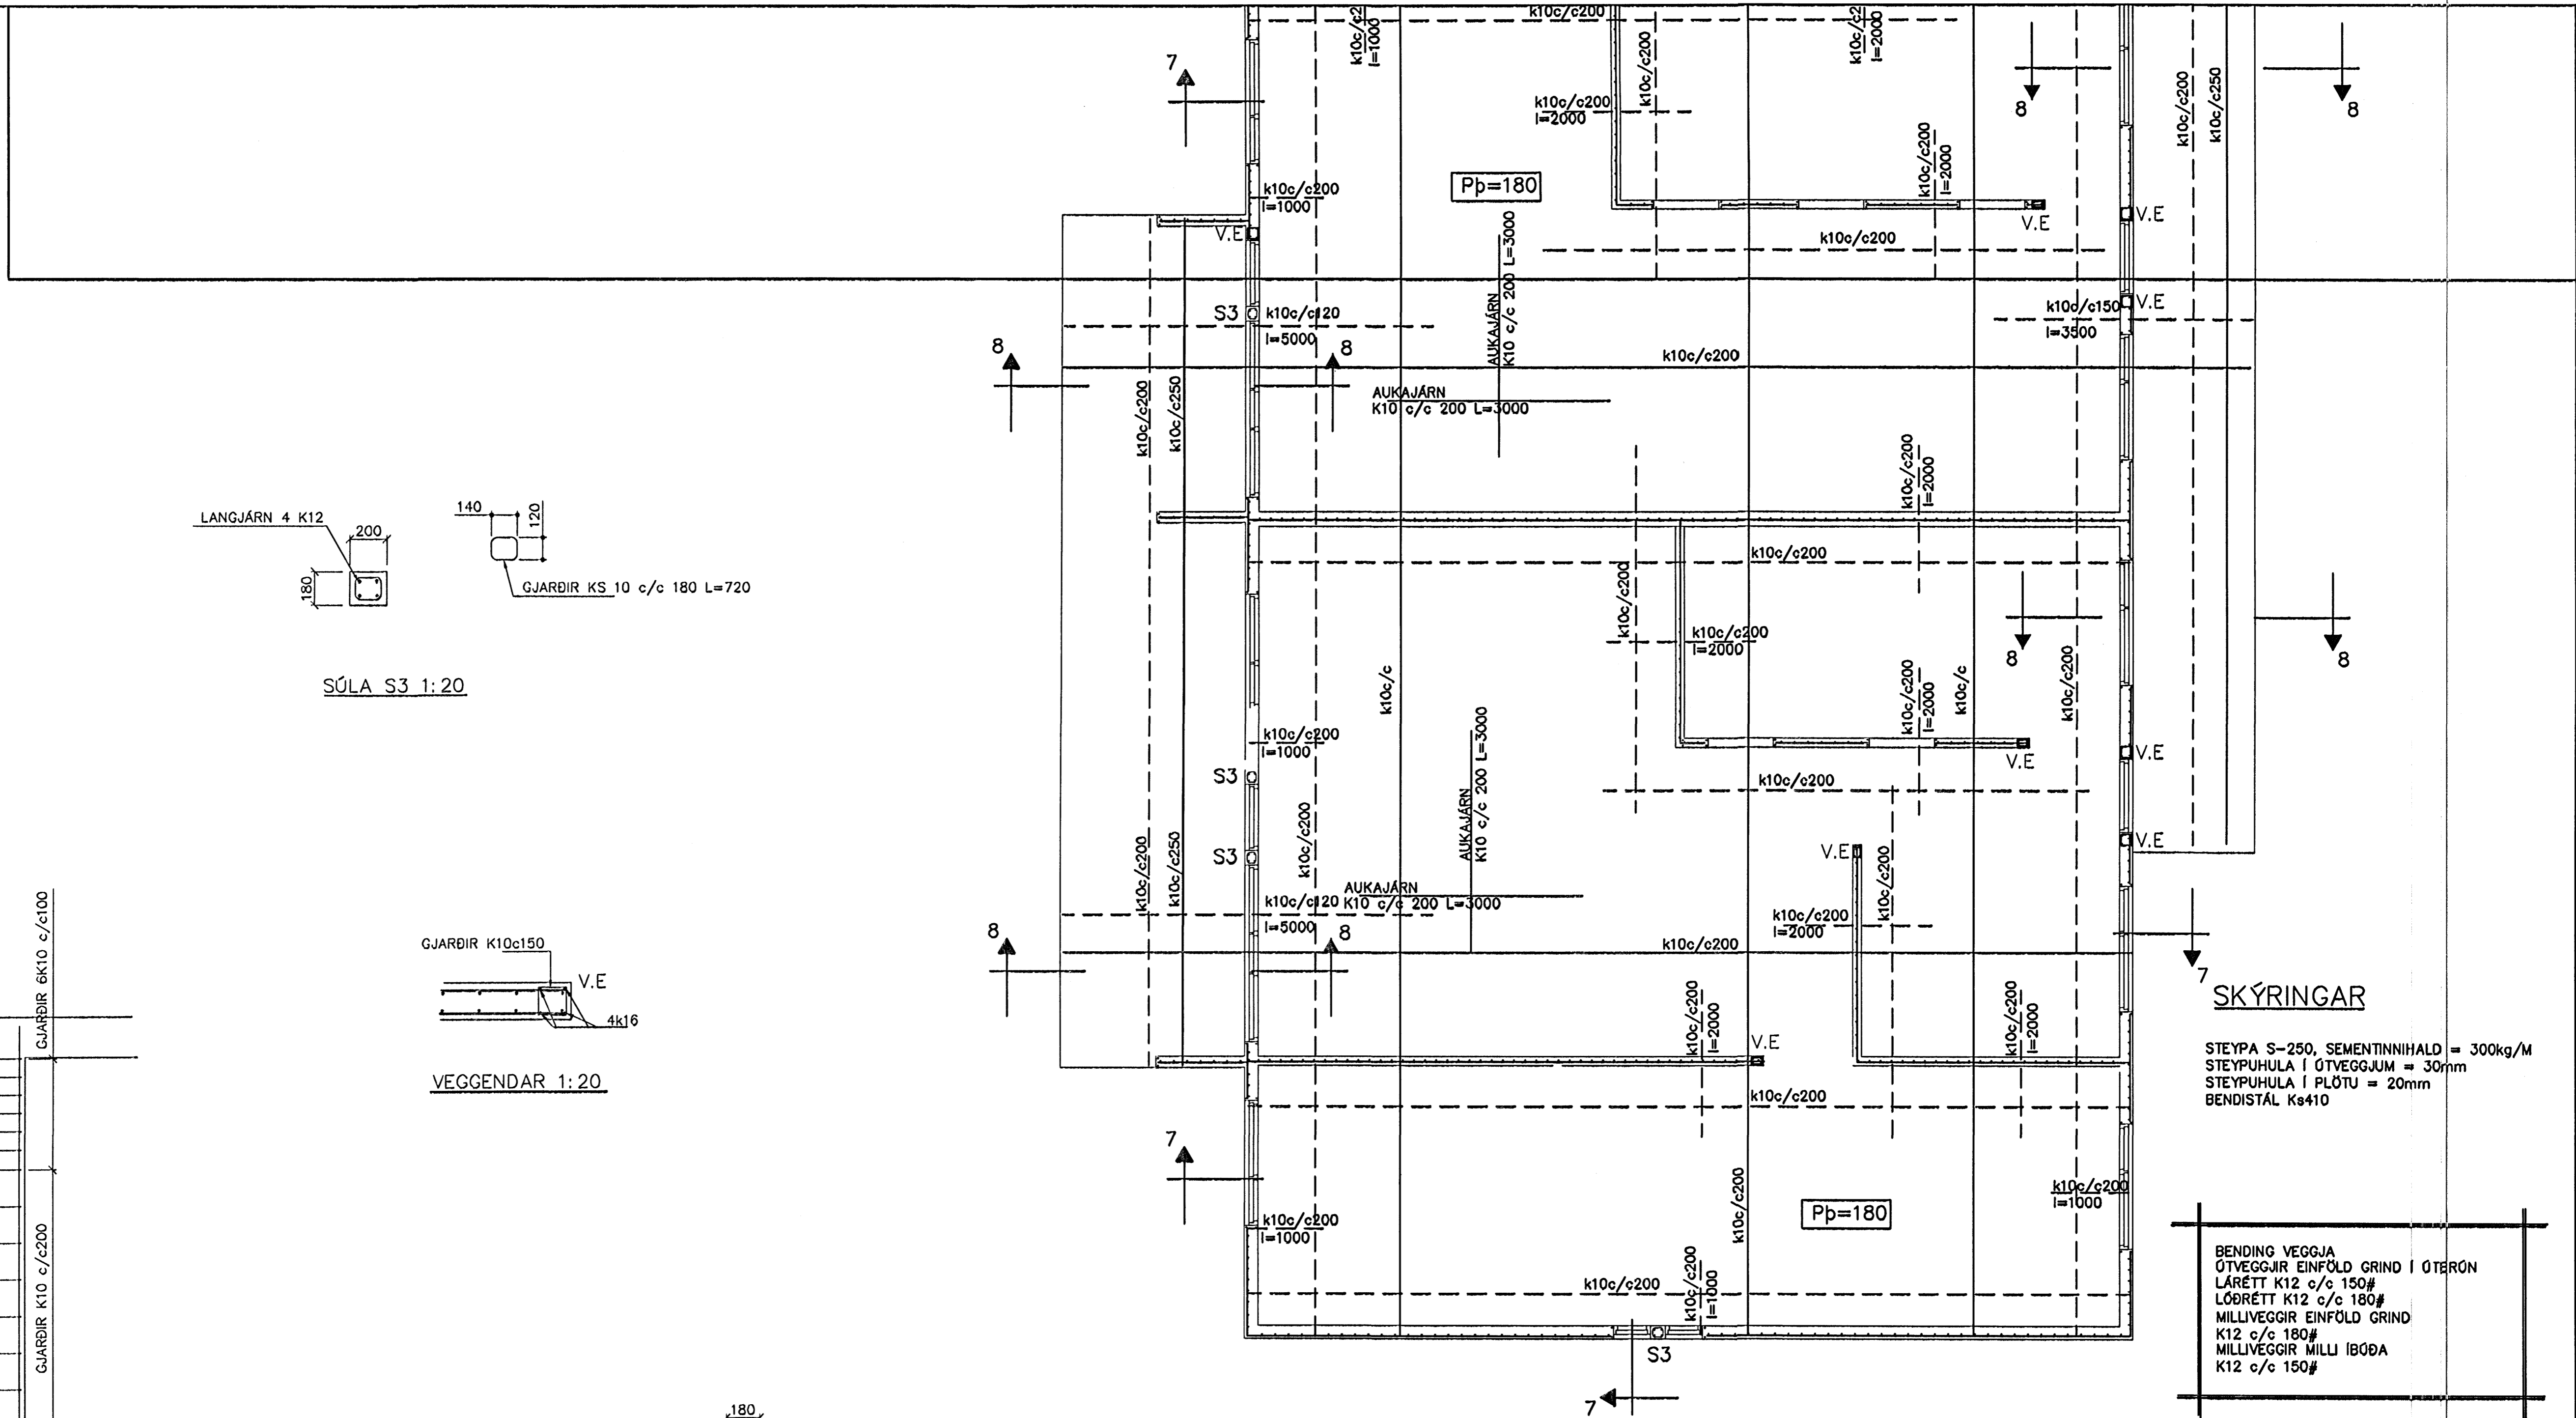 k10c/c200
k10c/c2
l=1000
k10c/c200
k10c/c2
l=2000
7
k10c/c200
l=2000
8
8
k10c/c200
k10c/c250
k10c/c200
l=2000
Pþ=180
k10c/c200
l=1000
V.E
V.E
V.E
k10c/c200
AUKAJÁRN
K10 c/c 200 L=3000
S3
k10c/c120
l=5000
k10c/c150
l=3500
V.E
8
8
k10c/c200
AUKAJÁRN
K10 c/c 200 L=3000
k10c/c200
k10c/c250
k10c/c200
l=2000
LANGJÁRN 4 K12
200
180
140
120
GJARÐIR KS 10 c/c 180 L=720
SÚLA S3 1:20
k10c/c200
k10c/c200
k10c/c200
l=2000
8
8
k10c/c
k10c/c200
l=2000
k10c/c
k10c/c200
k10c/c200
l=1000
V.E
V.E
S3
k10c/c200
AUKAJÁRN
K10 c/c 200 L=3000
k10c/c200
S3
V.E
V.E
k10c/c200
k10c/c250
k10c/c200
AUKAJÁRN
K10 c/c 200 L=3000
k10c/c120
l=5000
k10c/c200
l=2000
8
8
k10c/c200
7
GJARÐIR 6K10 c/c100
GJARÐIR K10c150
V.E
4k16
VEGGENDAR 1:20
k10c/c200
l=2000
k10c/c200
l=2000
V.E
SKÝRINGAR
STEYPA S-250, SEMENTINNIHALD = 300kg/M
STEYPUHULA Í ÚTVEGGJUM = 30mm
STEYPUHULA Í PLÖTU = 20mm
BENDISTÁL Ks410
k10c/c200
7
k10c/c200
l=1000
k10c/c200
Pþ=180
k10c/c200
l=1000
GJARÐIR K10 c/c200
k10c/c200
k10c/c200
l=1000
S3
7
BENDING VEGGJA
ÚTVEGGJIR EINFÖLD GRIND Í ÚTBRÚN
LÁRÉTT K12 c/c 150#
LÓÐRÉTT K12 c/c 180#
MILLIVEGGIR EINFÖLD GRIND
K12 c/c 180#
MILLIVEGGIR MILLI ÍBÚÐA
K12 c/c 150#
180